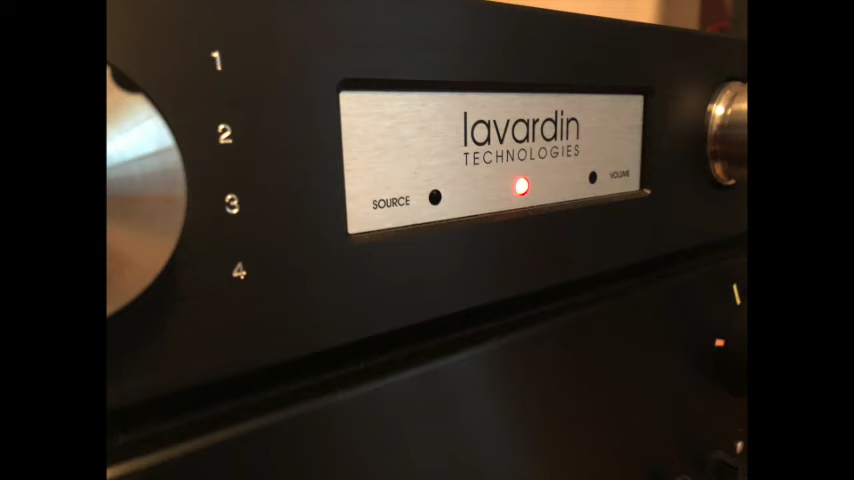 1
2
3
4
lavardin
TECHNOLOGIES
SOURCE
VOLUME